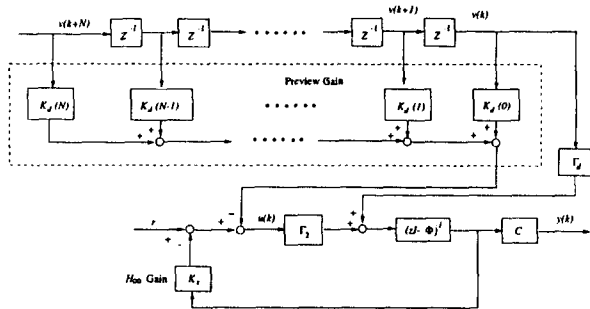 v(k+N) v(k+1) v(k)
Z⁻¹ Z⁻¹ Z⁻¹ Z⁻¹
Preview Gain
K_d(N) K_d(N-1) K_d(1) K_d(0)
+ + + + + +
Γ_d
r + - + - u(k) Γ₂ + + (zI- Φ)⁻¹ C y(k)
H∞ Gain K_x